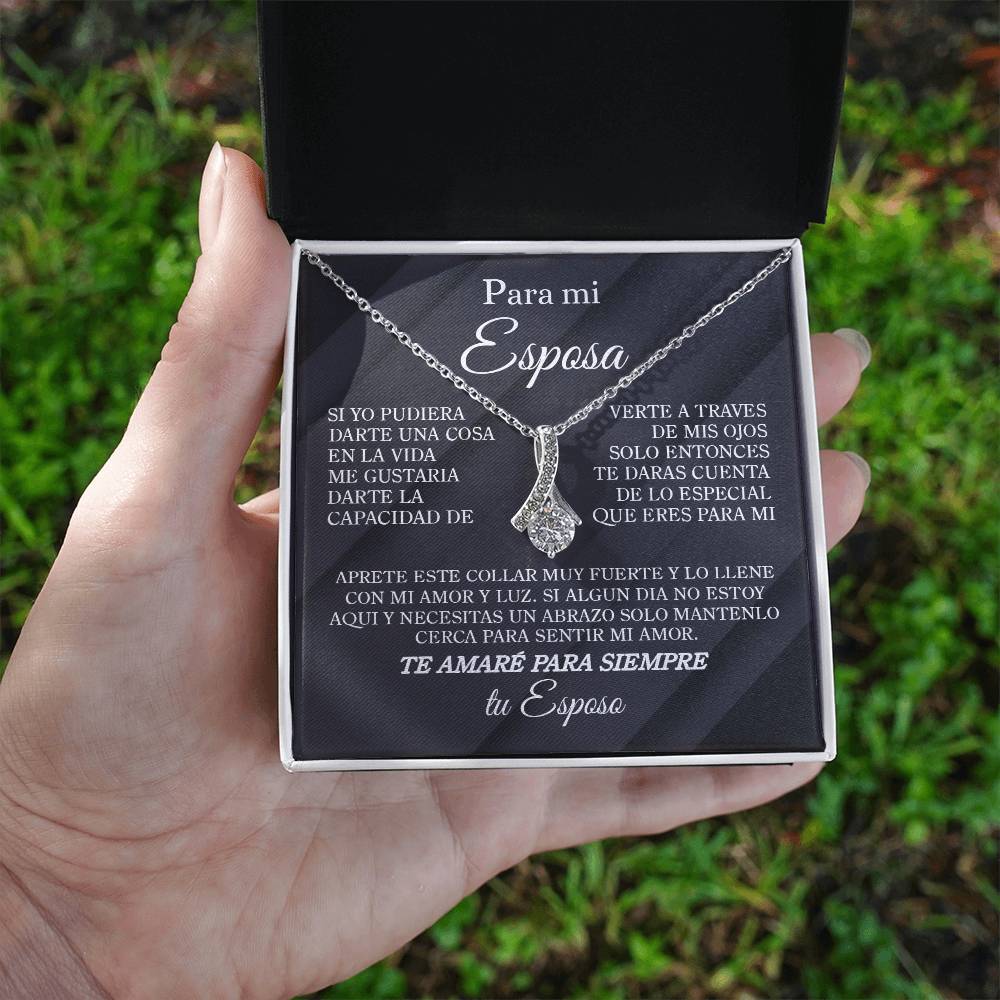 Para mi
Esposa
SI YO PUDIERA
DARTE UNA COSA
EN LA VIDA
ME GUSTARIA
DARTE LA
CAPACIDAD DE
VERTE A TRAVES
DE MIS OJOS
SOLO ENTONCES
TE DARAS CUENTA
DE LO ESPECIAL
QUE ERES PARA MI
APRETE ESTE COLLAR MUY FUERTE Y LO LLENE
CON MI AMOR Y LUZ. SI ALGUN DIA NO ESTOY
AQUI Y NECESITAS UN ABRAZO SOLO MANTENLO
CERCA PARA SENTIR MI AMOR.
TE AMARÉ PARA SIEMPRE
tu Esposo